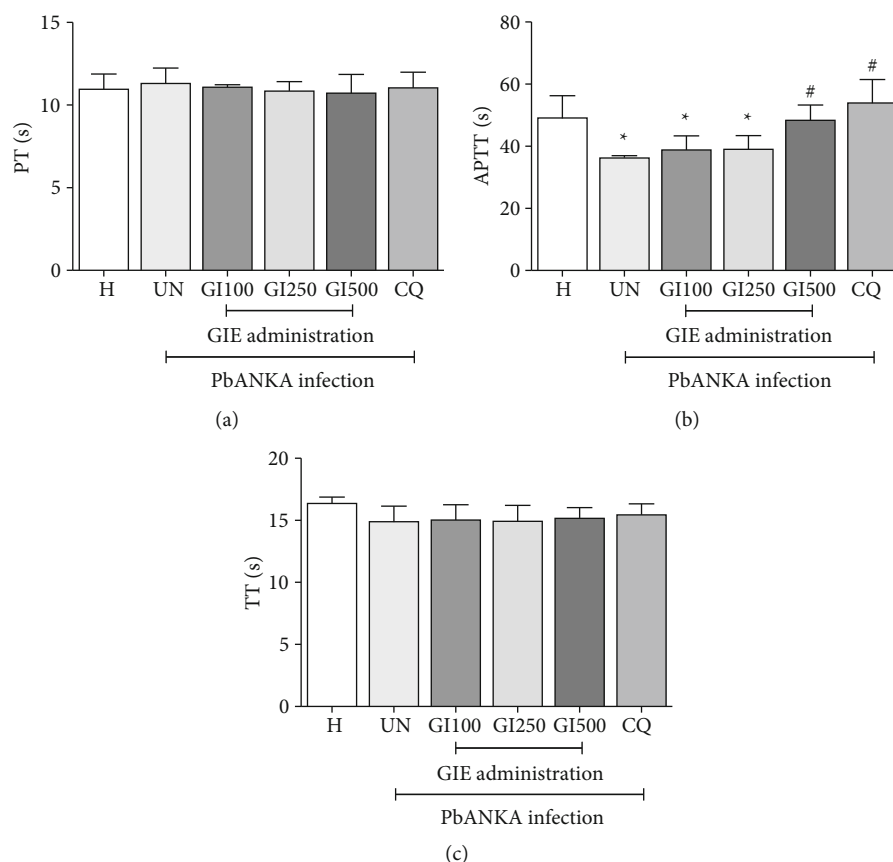 PT (s)
15
10
5
0
H UN GI100 GI250 GI500 CQ
GIE administration
PbANKA infection
(a)
APTT (s)
80
60
40
20
0
* * * # #
H UN GI100 GI250 GI500 CQ
GIE administration
PbANKA infection
(b)
TT (s)
20
15
10
5
0
H UN GI100 GI250 GI500 CQ
GIE administration
PbANKA infection
(c)